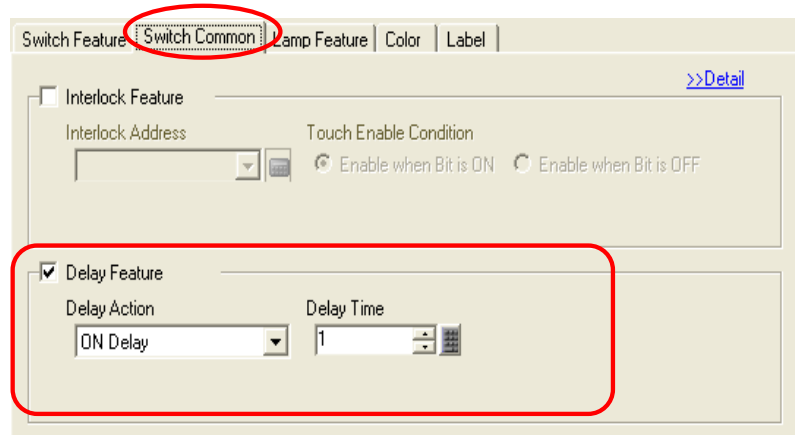 Switch Feature Switch Common Lamp Feature Color Label
>>Detail
Interlock Feature
Interlock Address Touch Enable Condition
Enable when Bit is ON Enable when Bit is OFF
Delay Feature
Delay Action Delay Time
ON Delay 1